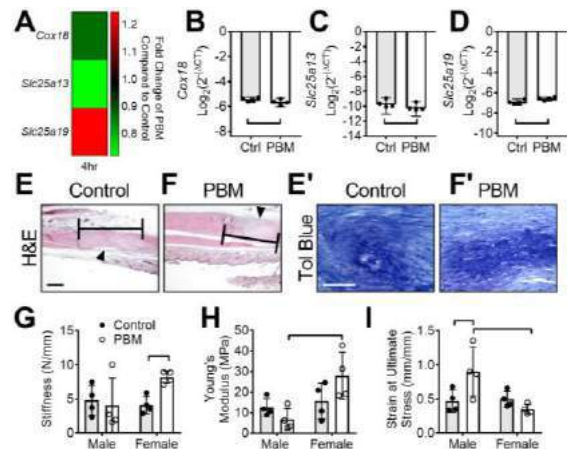 A
Cox18
Slc25a13
Slc25a19
4hr
1.2
1.1
1.0
0.9
0.8
Fold Change of PBM
Compared to Control
B
Cox18
Log2(2-(ΔCT))
0
-2
-4
-6
-8
Ctrl PBM
C
Slc25a13
Log2(2-(ΔCT))
0
-2
-4
-6
-8
-10
-12
-14
Ctrl PBM
D
Slc25a19
Log2(2-(ΔCT))
0
-2
-4
-6
-8
-10
Ctrl PBM
E Control
F PBM
E' Control
F' PBM
H&E
Tol Blue
G
Control
PBM
Stiffness (N/mm)
15
10
5
0
Male Female
H
Young's
Modulus (MPa)
50
40
30
20
10
0
Male Female
I
Strain at Ultimate
Stress (mm/mm)
1.5
1.0
0.5
0.0
Male Female